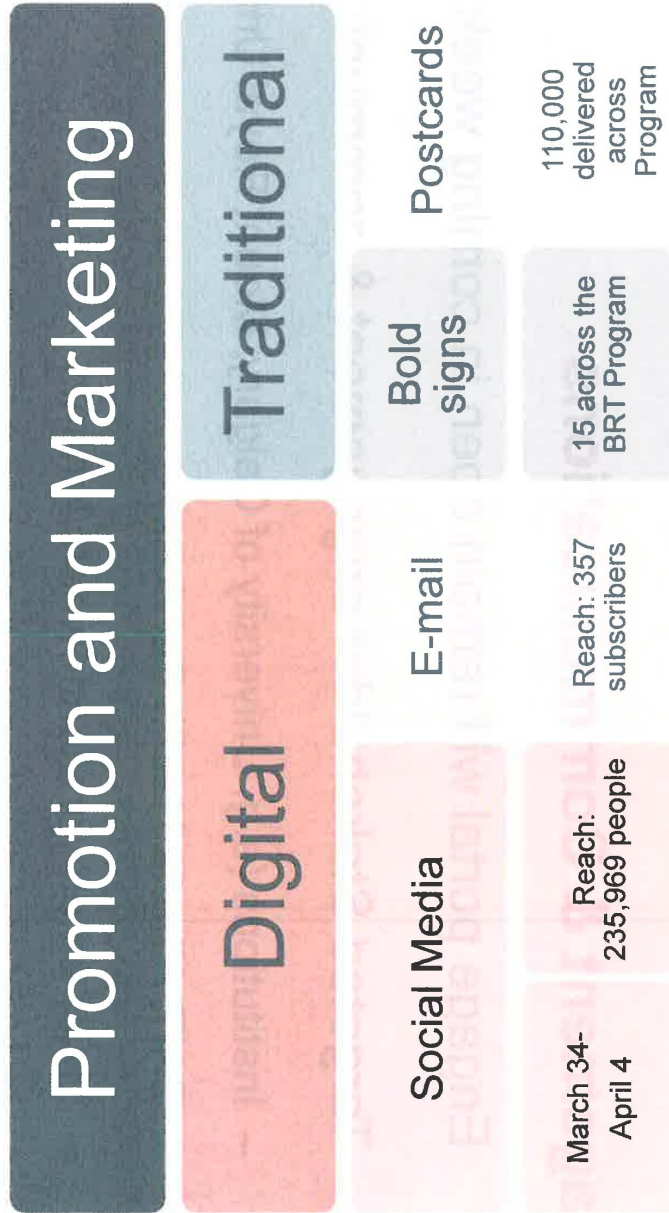 Promotion and Marketing
Digital
Traditional
Social Media
E-mail
Bold
signs
Postcards
March 34-
April 4
Reach:
235,969 people
Reach: 357
subscribers
15 across the
BRT Program
110,000
delivered
across
Program